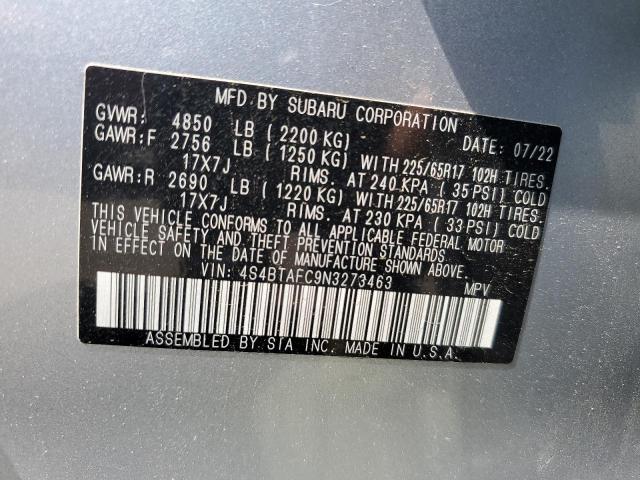 MFD BY SUBARU CORPORATION DATE: 07/22
GVWR: 4850 LB (2200 KG)
GAWR:F 2756 LB (1250 KG) WITH 225/65R17 102H TIRES.
17X7J RIMS. AT 240 KPA (35 PSI) COLD
GAWR:R 2690 LB (1220 KG) WITH 225/65R17 102H TIRES.
17X7J RIMS. AT 230 KPA (33 PSI) COLD
THIS VEHICLE CONFORMS TO ALL APPLICABLE FEDERAL MOTOR
VEHICLE SAFETY AND THEFT PREVENTION STANDARDS
IN EFFECT ON THE DATE OF MANUFACTURE SHOWN ABOVE.
VIN: 4S4BTAFC9N3273463 MPV
ASSEMBLED BY SIA INC. MADE IN U.S.A.